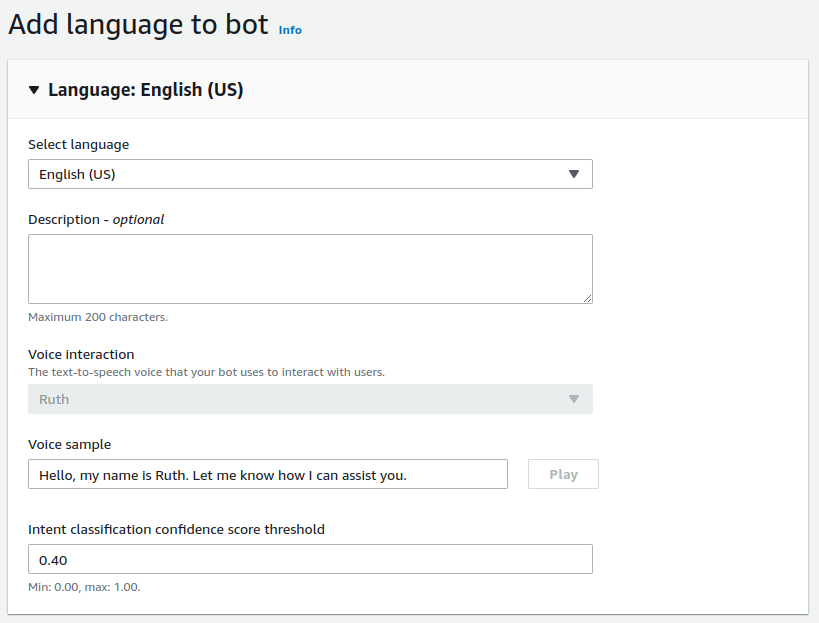 Add language to bot Info
Language: English (US)
Select language
English (US)
Description - optional
Maximum 200 characters.
Voice interaction
The text-to-speech voice that your bot uses to interact with users.
Ruth
Voice sample
Hello, my name is Ruth. Let me know how I can assist you.
Play
Intent classification confidence score threshold
0.40
Min: 0.00, max: 1.00.